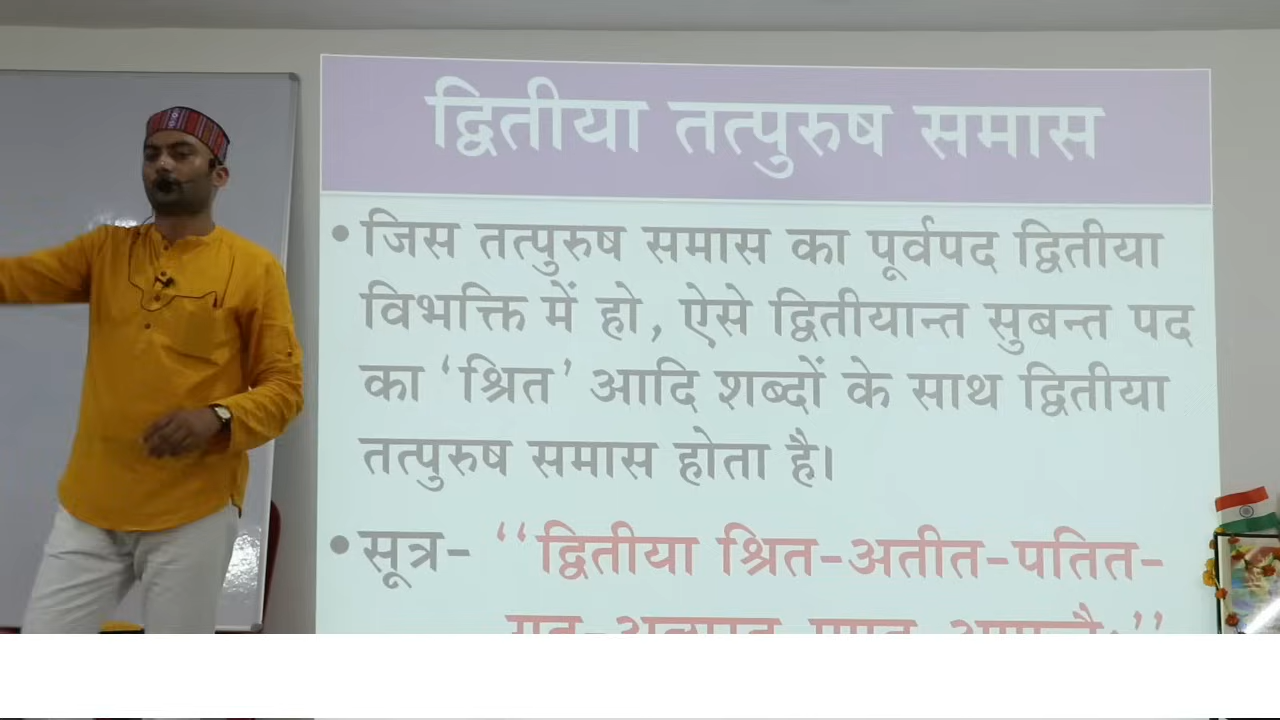 द्वितीया तत्पुरुष समास
• जिस तत्पुरुष समास का पूर्वपद द्वितीया
विभक्ति में हो, ऐसे द्वितीयान्त सुबन्त पद
का ‘श्रित’ आदि शब्दों के साथ द्वितीया
तत्पुरुष समास होता है।
• सूत्र- “द्वितीया श्रित-अतीत-पतित-